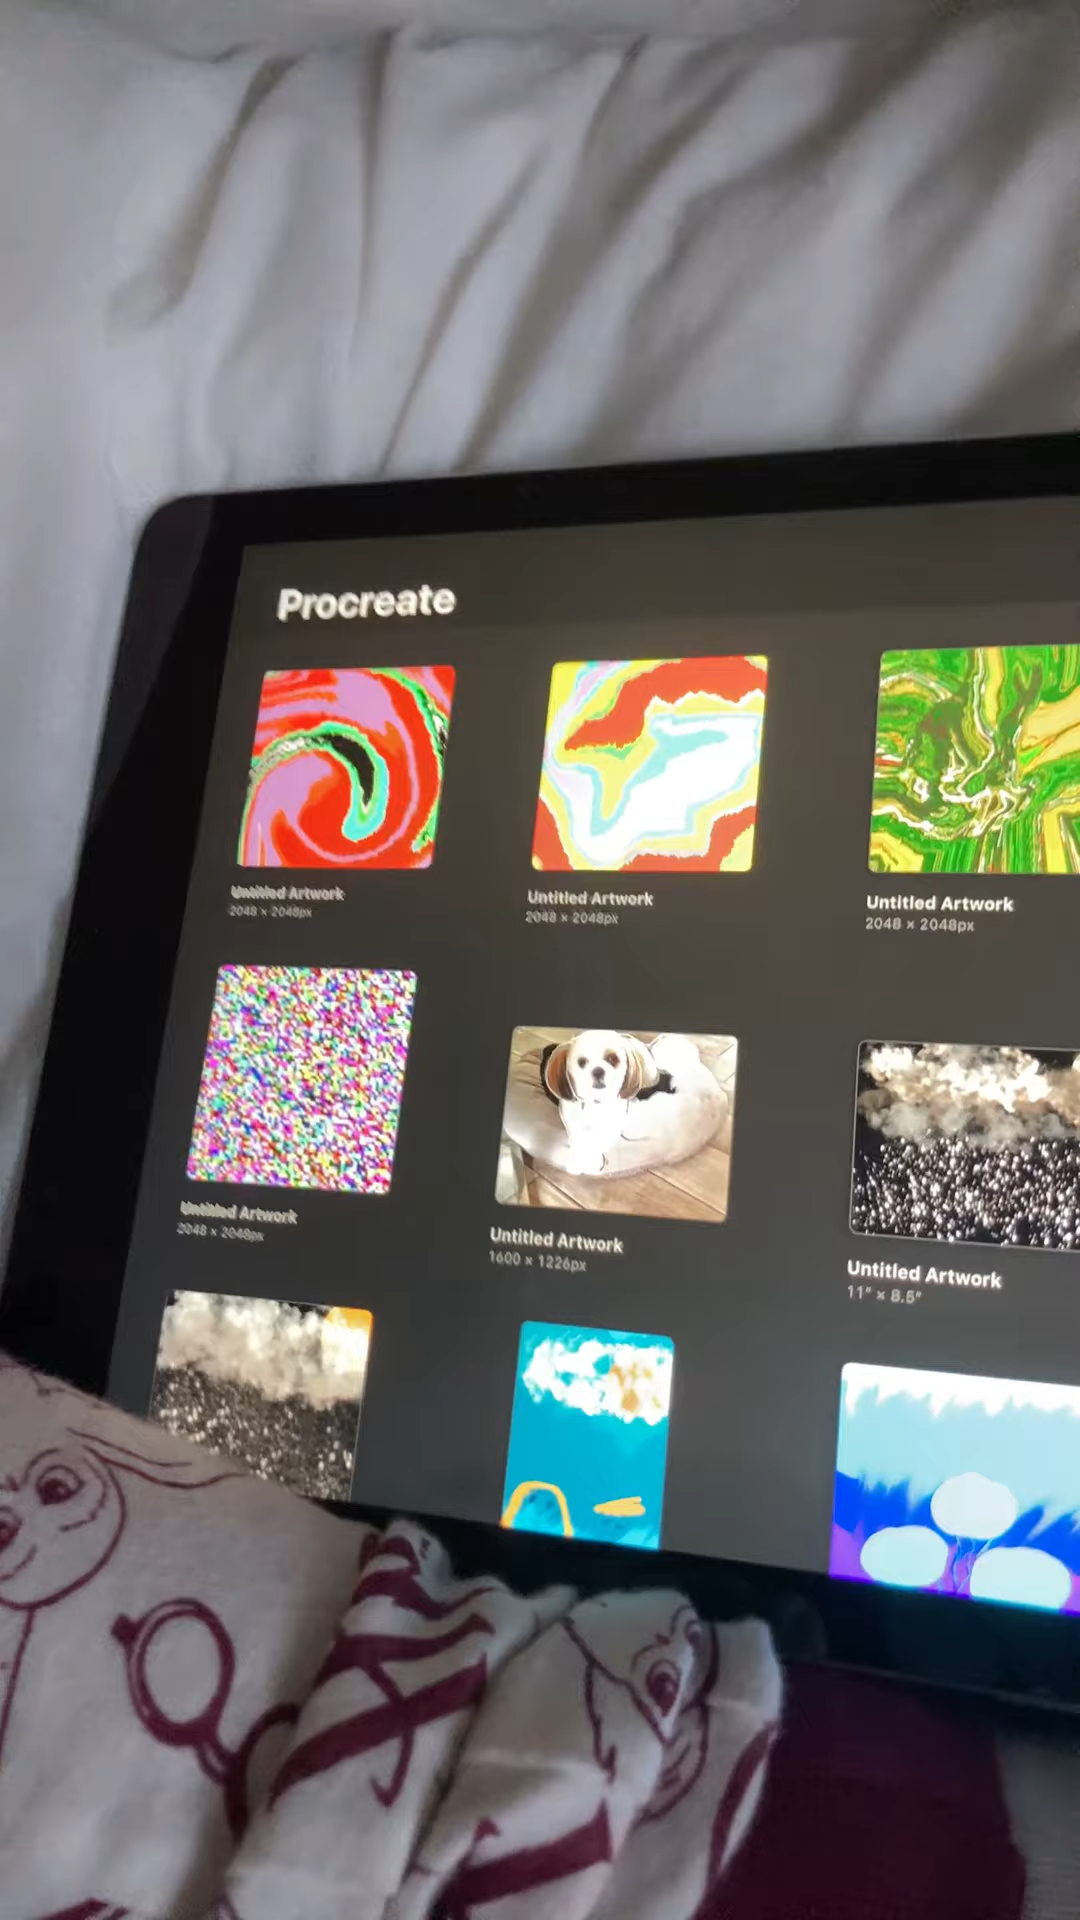 Procreate
Untitled Artwork
2048 × 2048px
Untitled Artwork
2048 × 2048px
Untitled Artwork
2048 × 2048px
Untitled Artwork
2048 × 2048px
Untitled Artwork
1600 × 1226px
Untitled Artwork
11" × 8.5"